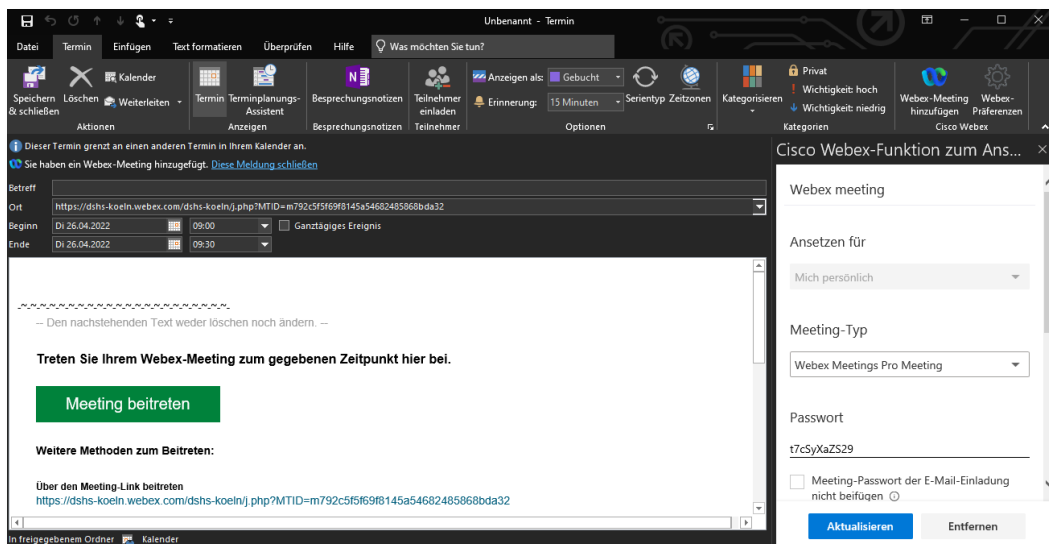 Unbenannt - Termin
Datei Termin Einfügen Text formatieren Überprüfen Hilfe Was möchten Sie tun?
Speichern & schließen
Löschen
Kalender
Weiterleiten
Aktionen
Termin
Terminplanungs-Assistent
Anzeigen
Besprechungsnotizen
Besprechungsnotizen
Teilnehmer einladen
Teilnehmer
Anzeigen als: Gebucht
Erinnerung: 15 Minuten
Serientyp
Zeitzonen
Optionen
Kategorisieren
Privat
Wichtigkeit: hoch
Wichtigkeit: niedrig
Kategorien
Webex-Meeting hinzufügen
Webex-Präferenzen
Cisco Webex
Dieser Termin grenzt an einen anderen Termin in Ihrem Kalender an.
Sie haben ein Webex-Meeting hinzugefügt. Diese Meldung schließen
Betreff
Ort https://dshs-koeln.webex.com/dshs-koeln/j.php?MTID=m792c5f5f69f8145a54682485868bda32
Beginn Di 26.04.2022 09:00 Ganztägiges Ereignis
Ende Di 26.04.2022 09:30
-~-~-~-~-~-~-~-~-~-~-~-~-~-~-~-~-~-~-~-~-~-
-- Den nachstehenden Text weder löschen noch ändern. --
Treten Sie Ihrem Webex-Meeting zum gegebenen Zeitpunkt hier bei.
Meeting beitreten
Weitere Methoden zum Beitreten:
Über den Meeting-Link beitreten
https://dshs-koeln.webex.com/dshs-koeln/j.php?MTID=m792c5f5f69f8145a54682485868bda32
In freigegebenem Ordner Kalender
Cisco Webex-Funktion zum Ans...
Webex meeting
Ansetzen für
Mich persönlich
Meeting-Typ
Webex Meetings Pro Meeting
Passwort
t7cSyXaZS29
Meeting-Passwort der E-Mail-Einladung
nicht beifügen
Aktualisieren Entfernen